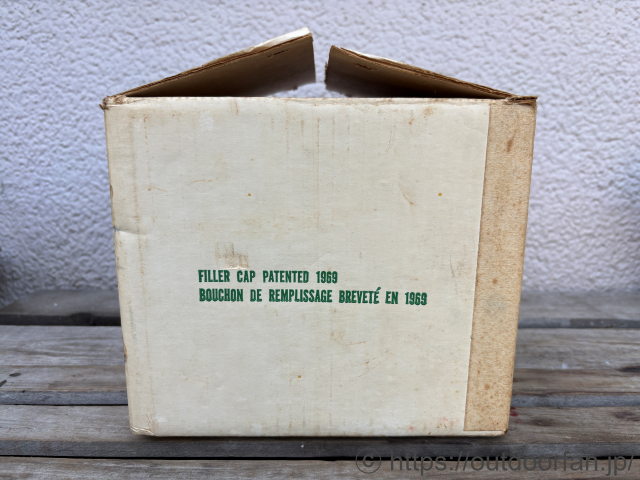 FILLER CAP PATENTED 1969
BOUCHON DE REMPLISSAGE BREVETÉ EN 1969
© https://outdoorfan.jp/